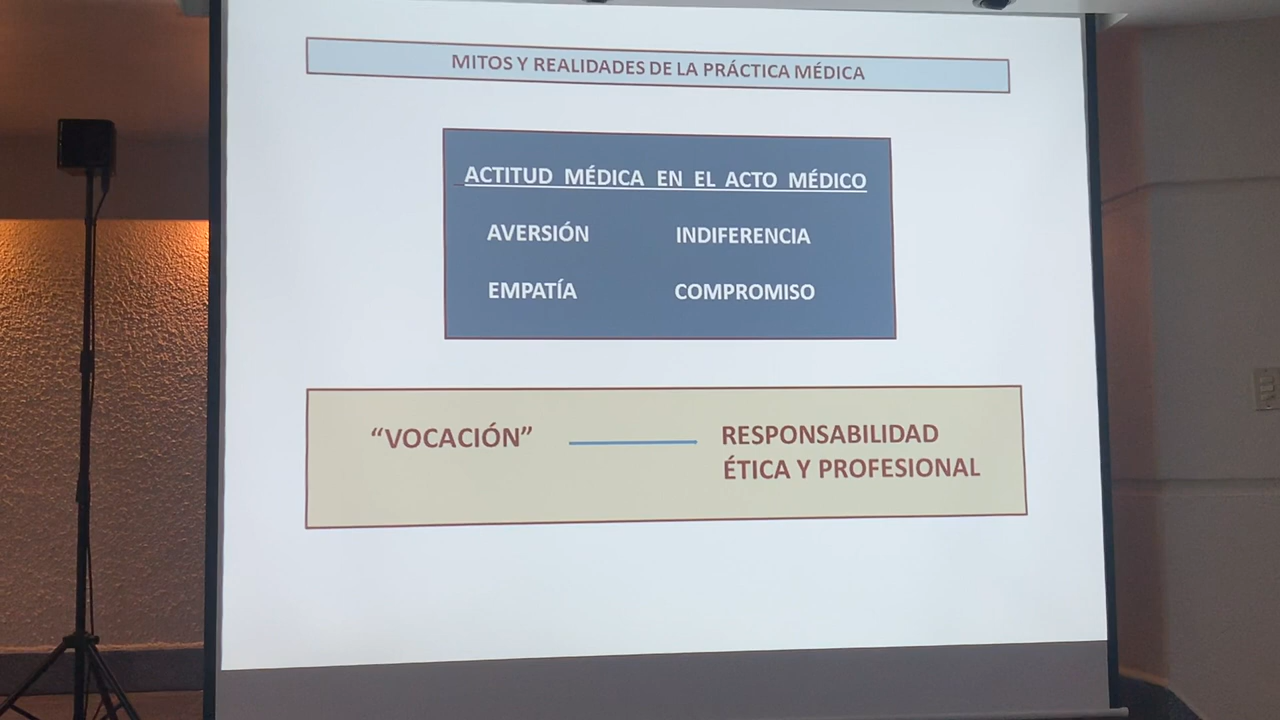 MITOS Y REALIDADES DE LA PRÁCTICA MÉDICA
ACTITUD MÉDICA EN EL ACTO MÉDICO
AVERSIÓN INDIFERENCIA
EMPATÍA COMPROMISO
“VOCACIÓN” RESPONSABILIDAD
ÉTICA Y PROFESIONAL